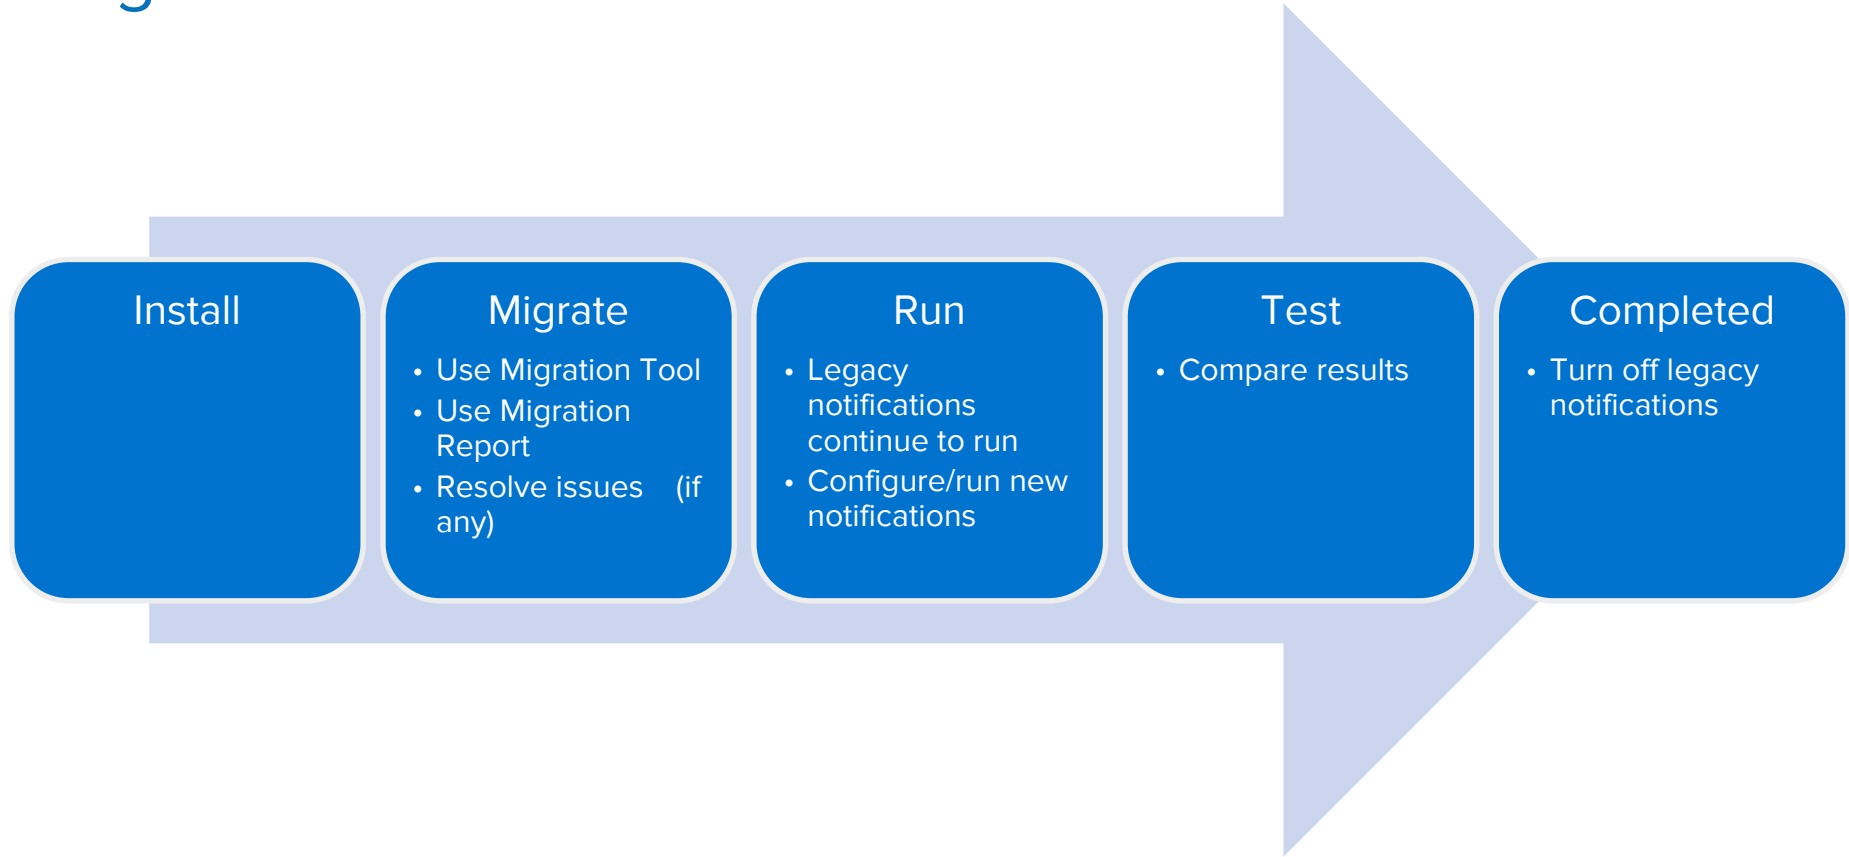 Install
Migrate
• Use Migration Tool
• Use Migration
Report
• Resolve issues (if
any)
Run
• Legacy
notifications
continue to run
• Configure/run new
notifications
Test
• Compare results
Completed
• Turn off legacy
notifications